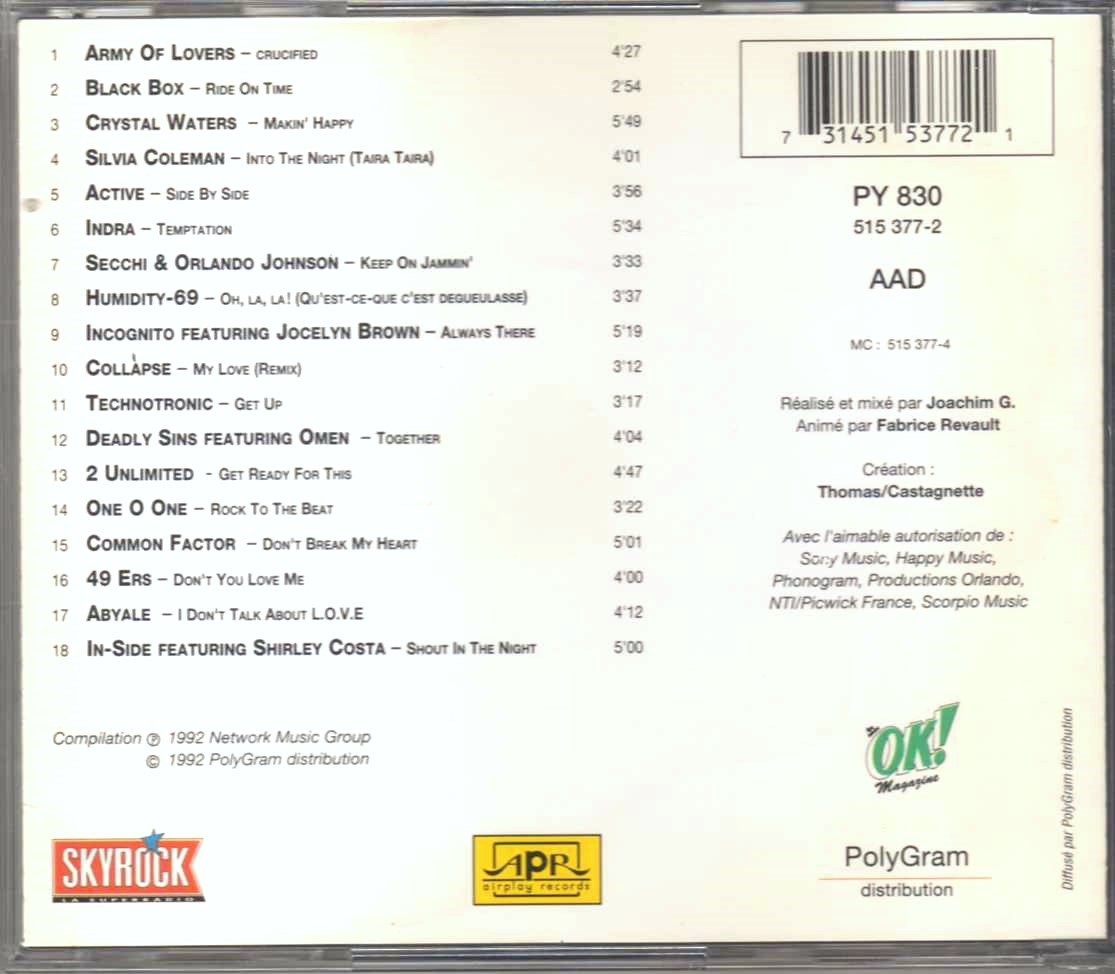 1 ARMY OF LOVERS – CRUCIFIED 4'27
2 BLACK BOX – RIDE ON TIME 2'54
3 CRYSTAL WATERS – MAKIN' HAPPY 5'49
4 SILVIA COLEMAN – INTO THE NIGHT (TAIRA TAIRA) 4'01
5 ACTIVE – SIDE BY SIDE 3'56
6 INDRA – TEMPTATION 5'34
7 SECCHI & ORLANDO JOHNSON – KEEP ON JAMMIN' 3'33
8 HUMIDITY-69 – OH, LA, LA! (QU'EST-CE-QUE C'EST DEGUEULASSE) 3'37
9 INCOGNITO FEATURING JOCELYN BROWN – ALWAYS THERE 5'19
10 COLLAPSE – MY LOVE (REMIX) 3'12
11 TECHNOTRONIC – GET UP 3'17
12 DEADLY SINS FEATURING OMEN – TOGETHER 4'04
13 2 UNLIMITED - GET READY FOR THIS 4'47
14 ONE O ONE – ROCK TO THE BEAT 3'22
15 COMMON FACTOR – DON'T BREAK MY HEART 5'01
16 49 ERS – DON'T YOU LOVE ME 4'00
17 ABYALE – I DON'T TALK ABOUT L.O.V.E 4'12
18 IN-SIDE FEATURING SHIRLEY COSTA – SHOUT IN THE NIGHT 5'00
Compilation ℗ 1992 Network Music Group
© 1992 PolyGram distribution
SKYROCK
LA SUPERRADIO
APR
airplay records
7 31451 53772 1
PY 830
515 377-2
AAD
MC : 515 377-4
Réalisé et mixé par Joachim G.
Animé par Fabrice Revault
Création :
Thomas/Castagnette
Avec l'aimable autorisation de :
Sony Music, Happy Music,
Phonogram, Productions Orlando,
NTI/Picwick France, Scorpio Music
OK!
Magazine
PolyGram
distribution
Diffusé par PolyGram distribution